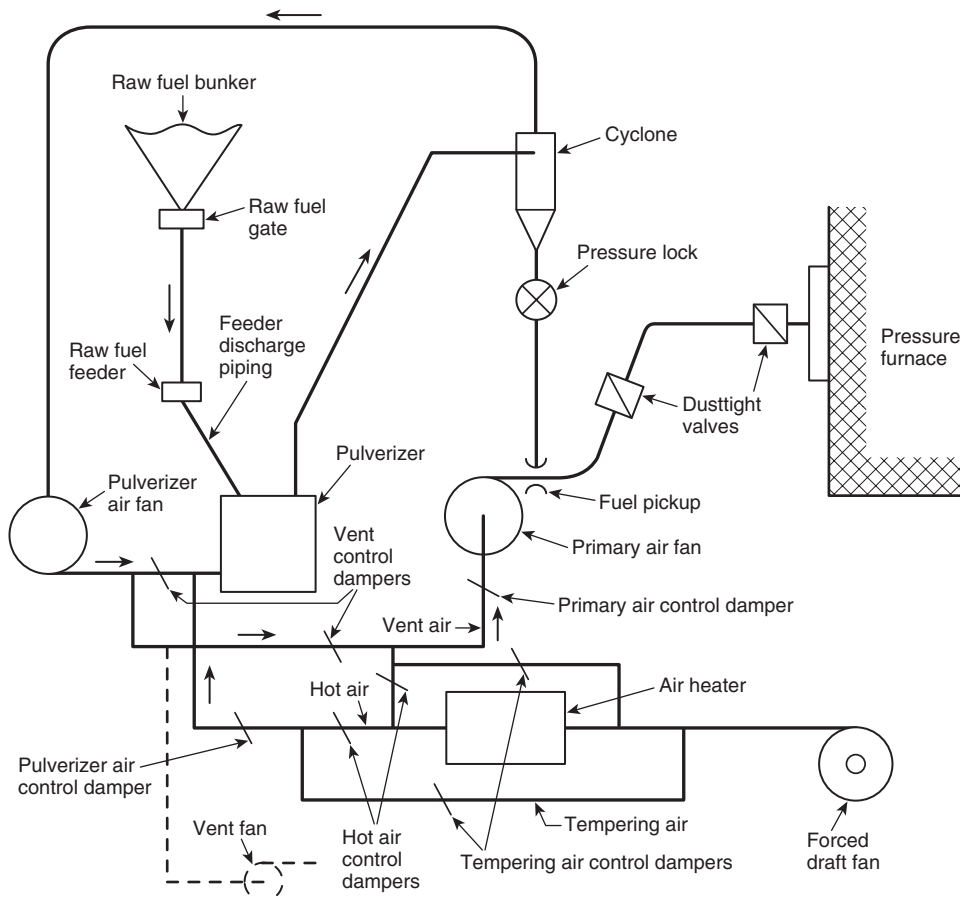 Raw fuel bunker
Cyclone
Raw fuel
gate
Pressure lock
Feeder
discharge
piping
Raw fuel
feeder
Pressure
furnace
Dusttight
valves
Pulverizer
Pulverizer
air fan
Fuel pickup
Vent
control
dampers
Primary air fan
Primary air control damper
Vent air
Hot air
Air heater
Pulverizer air
control damper
Tempering air
Vent fan
Hot air
control
dampers
Tempering air control dampers
Forced
draft fan